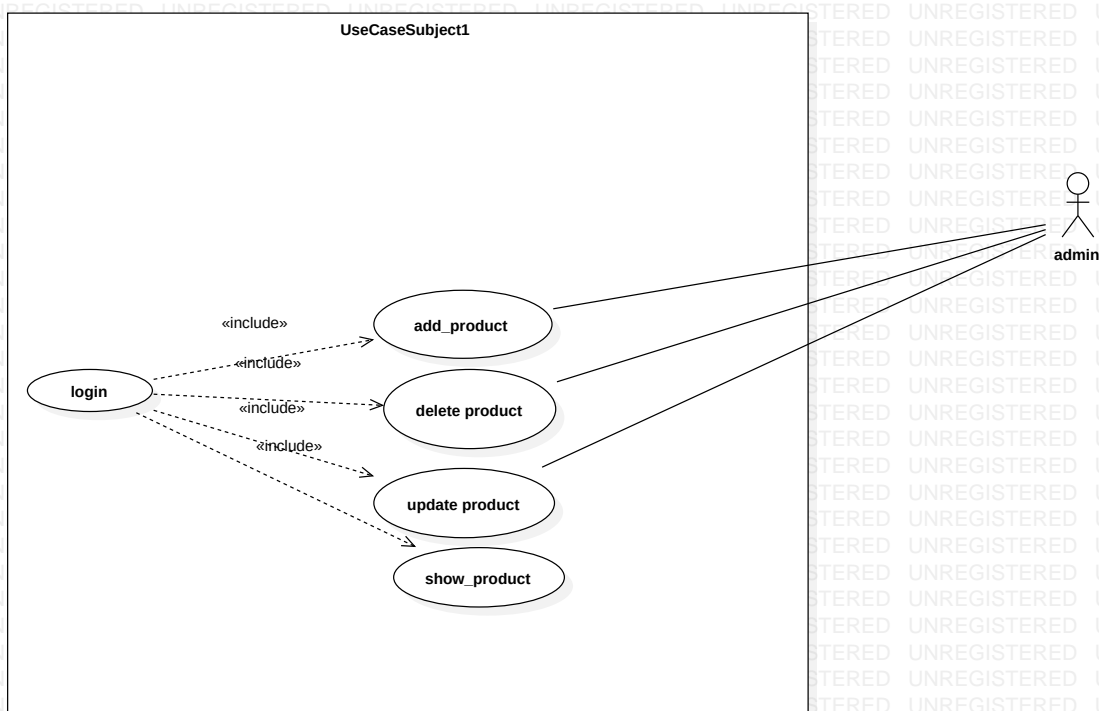 UseCaseSubject1
admin
«include»
add_product
«include»
login
«include»
delete product
«include»
update product
show_product
UNREGISTERED